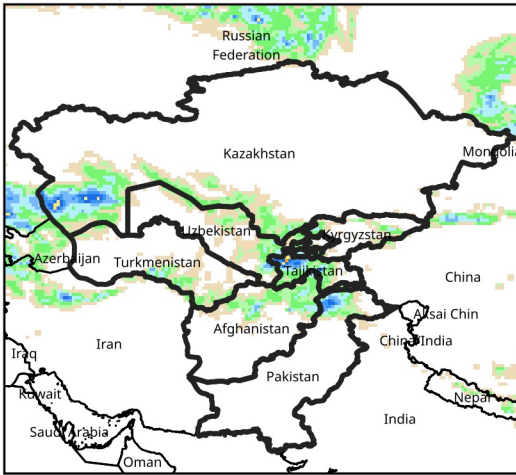 Russian
Federation
Kazakhstan
Mongolia
Uzbekistan
Kyrgyzstan
Azerbaijan
Turkmenistan
Tajikistan
China
Aksai Chin
Afghanistan
China/India
Iran
Iraq
Pakistan
Kuwait
Nepal
India
Saudi Arabia
Oman